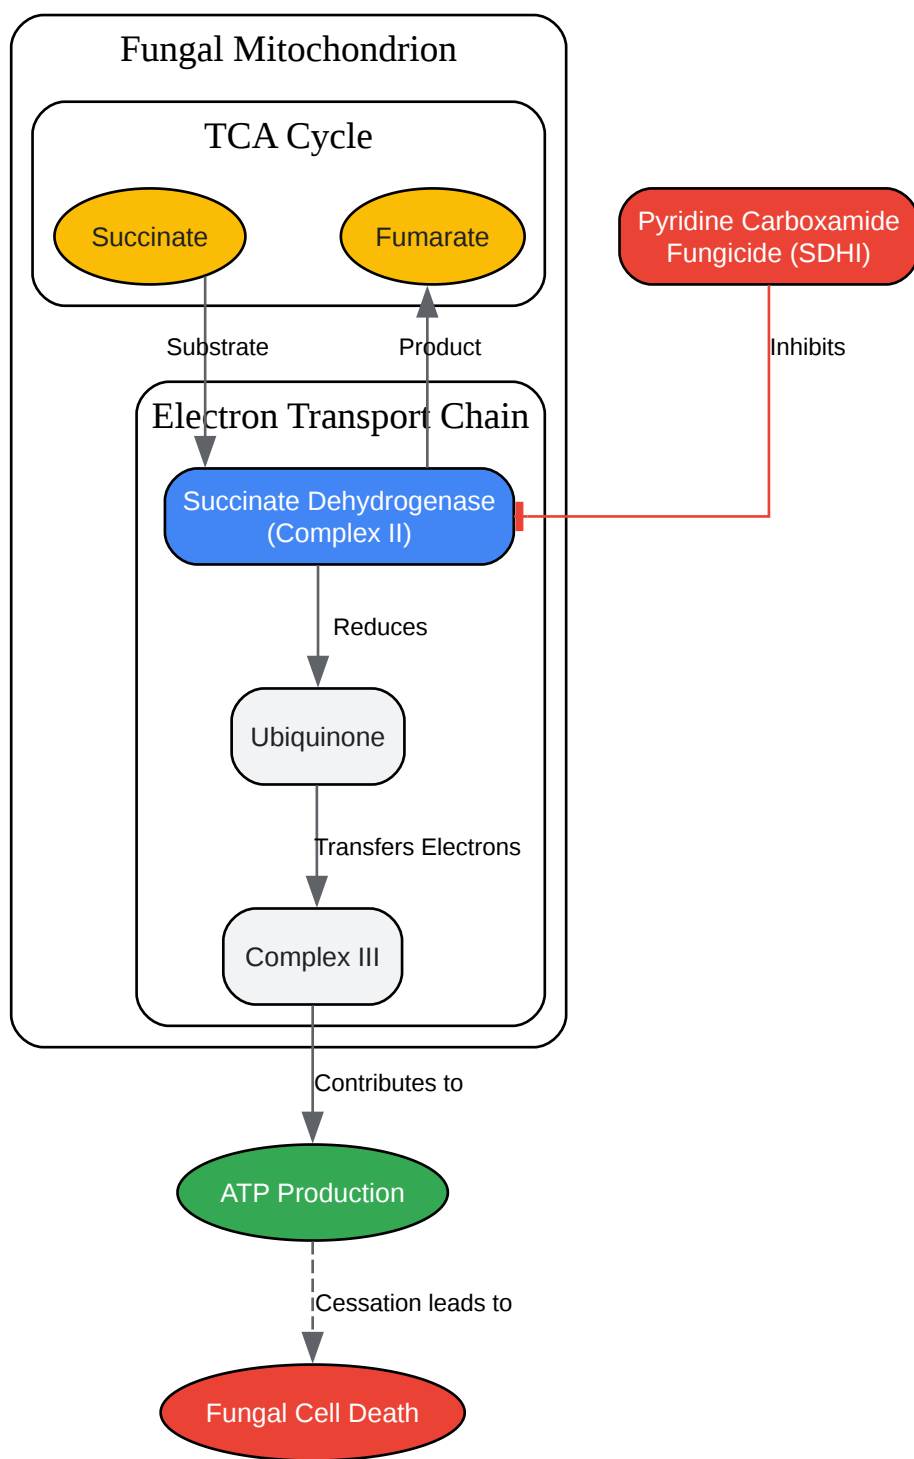 Fungal Mitochondrion
TCA Cycle
Succinate
Fumarate
Pyridine Carboxamide
Fungicide (SDHI)
Substrate
Product
Inhibits
Electron Transport Chain
Succinate Dehydrogenase
(Complex II)
Reduces
Ubiquinone
Transfers Electrons
Complex III
Contributes to
ATP Production
Cessation leads to
Fungal Cell Death